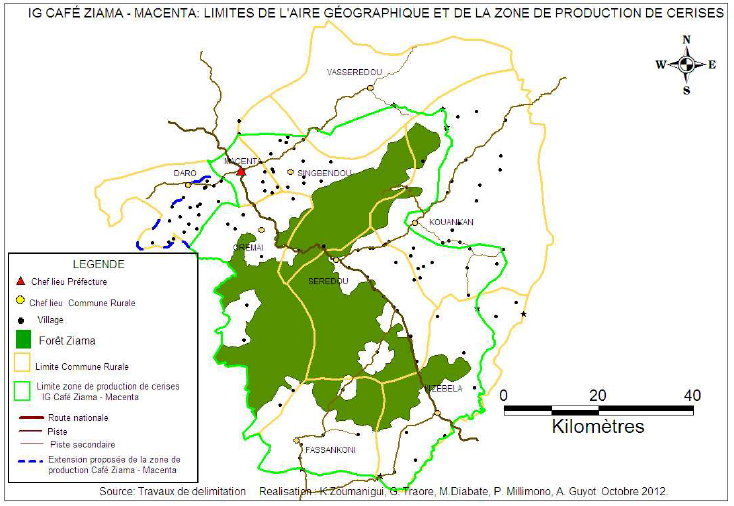 IG CAFÉ ZIAMA - MACENTA: LIMITES DE L'AIRE GÉOGRAPHIQUE ET DE LA ZONE DE PRODUCTION DE CERISES
VASSEREDOU
N
W E
S
MACENTA
DARO
SINGBENDOU
KOUANKAN
OREMAI
SEREDOU
N'ZEBELA
FASSANKONI
LEGENDE
Chef lieu Préfecture
Chef lieu Commune Rurale
Village
Forêt Ziama
Limite Commune Rurale
Limite zone de production de cerises
IG Café Ziama - Macenta
Route nationale
Piste
Piste secondaire
Extension proposée de la zone de
production Café Ziama - Macenta
0 20 40
Kilomètres
Source: Travaux de delimitation Realisation : K.Zoumanigui, G. Traore, M.Diabate, P. Millimono, A. Guyot Octobre 2012.